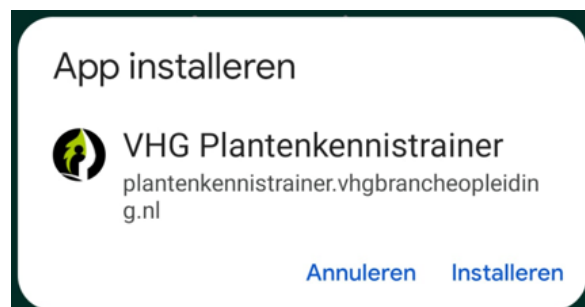 App installeren
VHG Plantenkennistrainer
plantenkennistrainer.vhgbrancheopleidin
g.nl
Annuleren Installeren